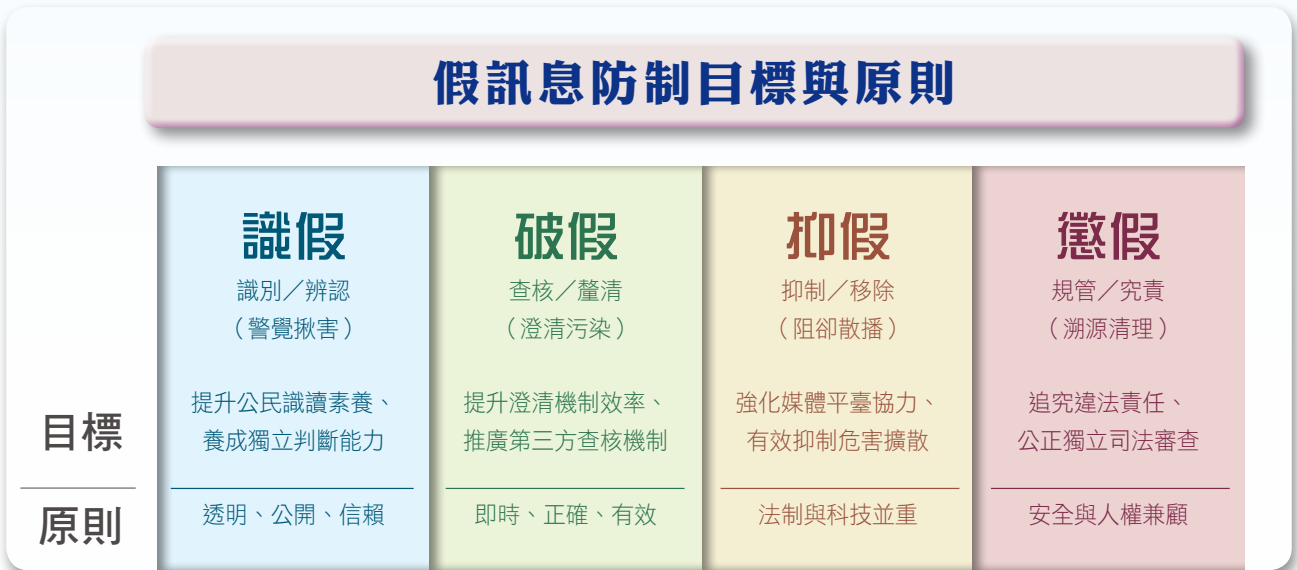 假訊息防制目標與原則
識假
識別／辨認
（警覺揪害）
破假
查核／釐清
（澄清污染）
抑假
抑制／移除
（阻卻散播）
懲假
規管／究責
（溯源清理）
目標
提升公民識讀素養、
養成獨立判斷能力
提升澄清機制效率、
推廣第三方查核機制
強化媒體平臺協力、
有效抑制危害擴散
追究違法責任、
公正獨立司法審查
原則
透明、公開、信賴
即時、正確、有效
法制與科技並重
安全與人權兼顧